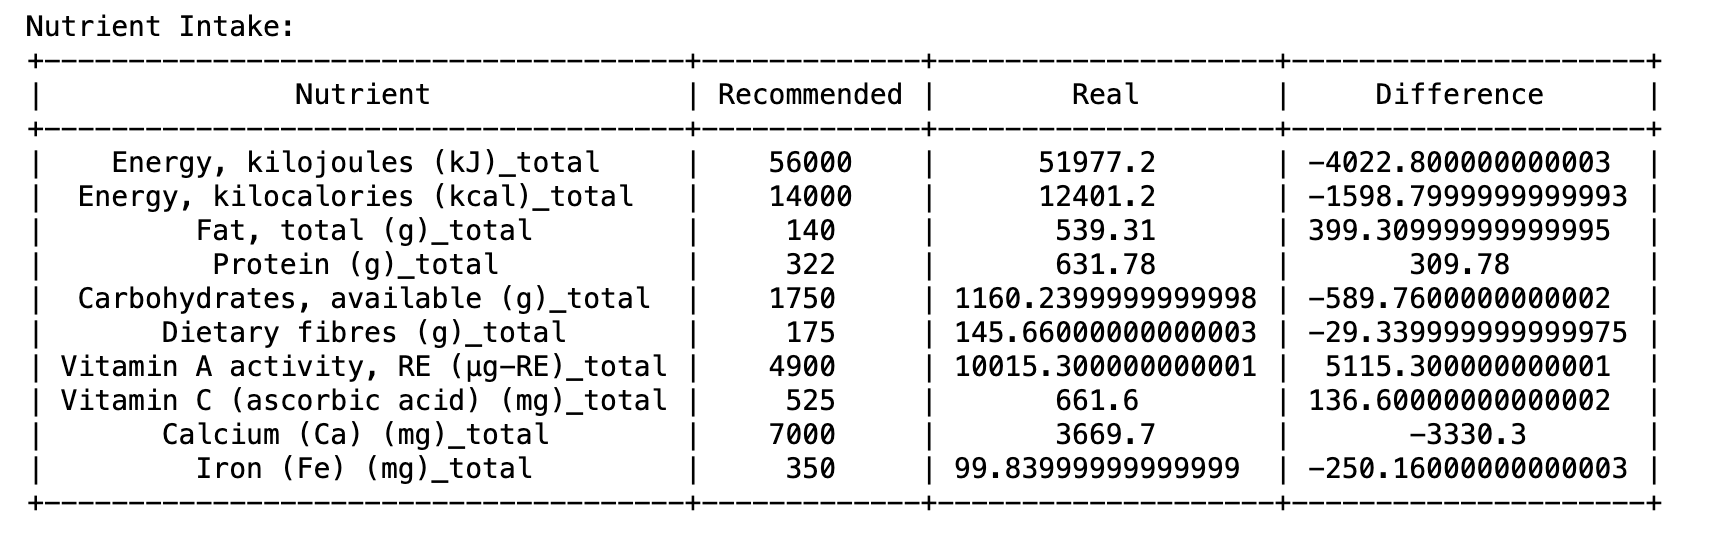 Nutrient Intake:
+--------------------------------------+-------------+--------------------+---------------------+
| Nutrient | Recommended | Real | Difference |
+--------------------------------------+-------------+--------------------+---------------------+
| Energy, kilojoules (kJ)_total | 56000 | 51977.2 | -4022.800000000003 |
| Energy, kilocalories (kcal)_total | 14000 | 12401.2 | -1598.7999999999993 |
| Fat, total (g)_total | 140 | 539.31 | 399.30999999999995 |
| Protein (g)_total | 322 | 631.78 | 309.78 |
| Carbohydrates, available (g)_total | 1750 | 1160.2399999999998 | -589.7600000000002 |
| Dietary fibres (g)_total | 175 | 145.66000000000003 | -29.339999999999975 |
| Vitamin A activity, RE (µg-RE)_total | 4900 | 10015.300000000001 | 5115.300000000001 |
| Vitamin C (ascorbic acid) (mg)_total | 525 | 661.6 | 136.60000000000002 |
| Calcium (Ca) (mg)_total | 7000 | 3669.7 | -3330.3 |
| Iron (Fe) (mg)_total | 350 | 99.83999999999999 | -250.16000000000003 |
+--------------------------------------+-------------+--------------------+---------------------+